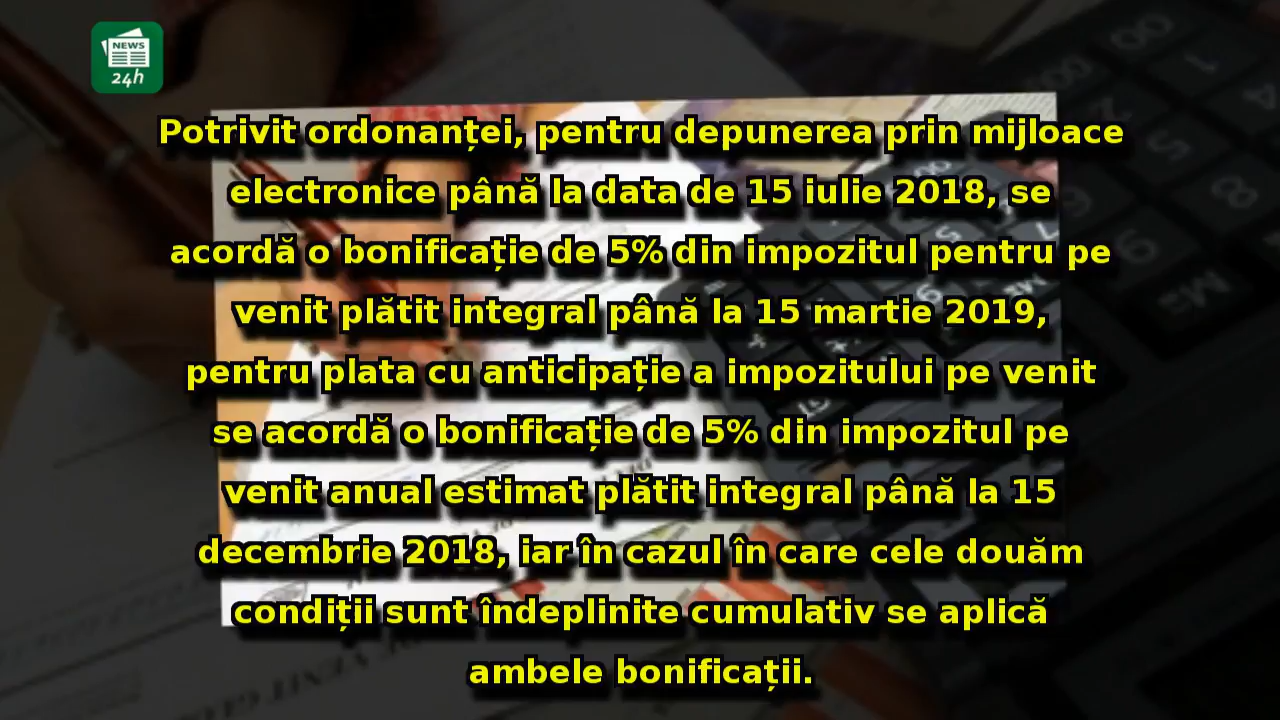 NEWS
24h
Potrivit ordonanței, pentru depunerea prin mijloace
electronice până la data de 15 iulie 2018, se
acordă o bonificație de 5% din impozitul pentru pe
venit plătit integral până la 15 martie 2019,
pentru plata cu anticipație a impozitului pe venit
se acordă o bonificație de 5% din impozitul pe
venit anual estimat plătit integral până la 15
decembrie 2018, iar în cazul în care cele douăm
condiții sunt îndeplinite cumulativ se aplică
ambele bonificații.